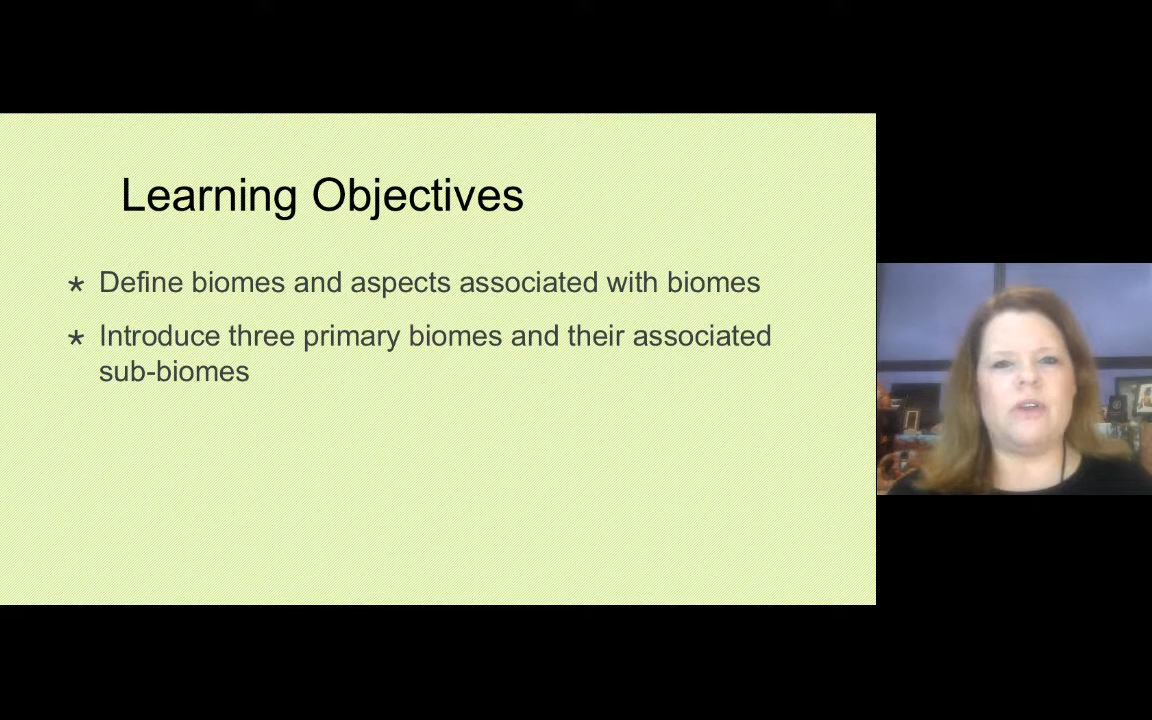 Learning Objectives
* Define biomes and aspects associated with biomes
* Introduce three primary biomes and their associated
sub-biomes